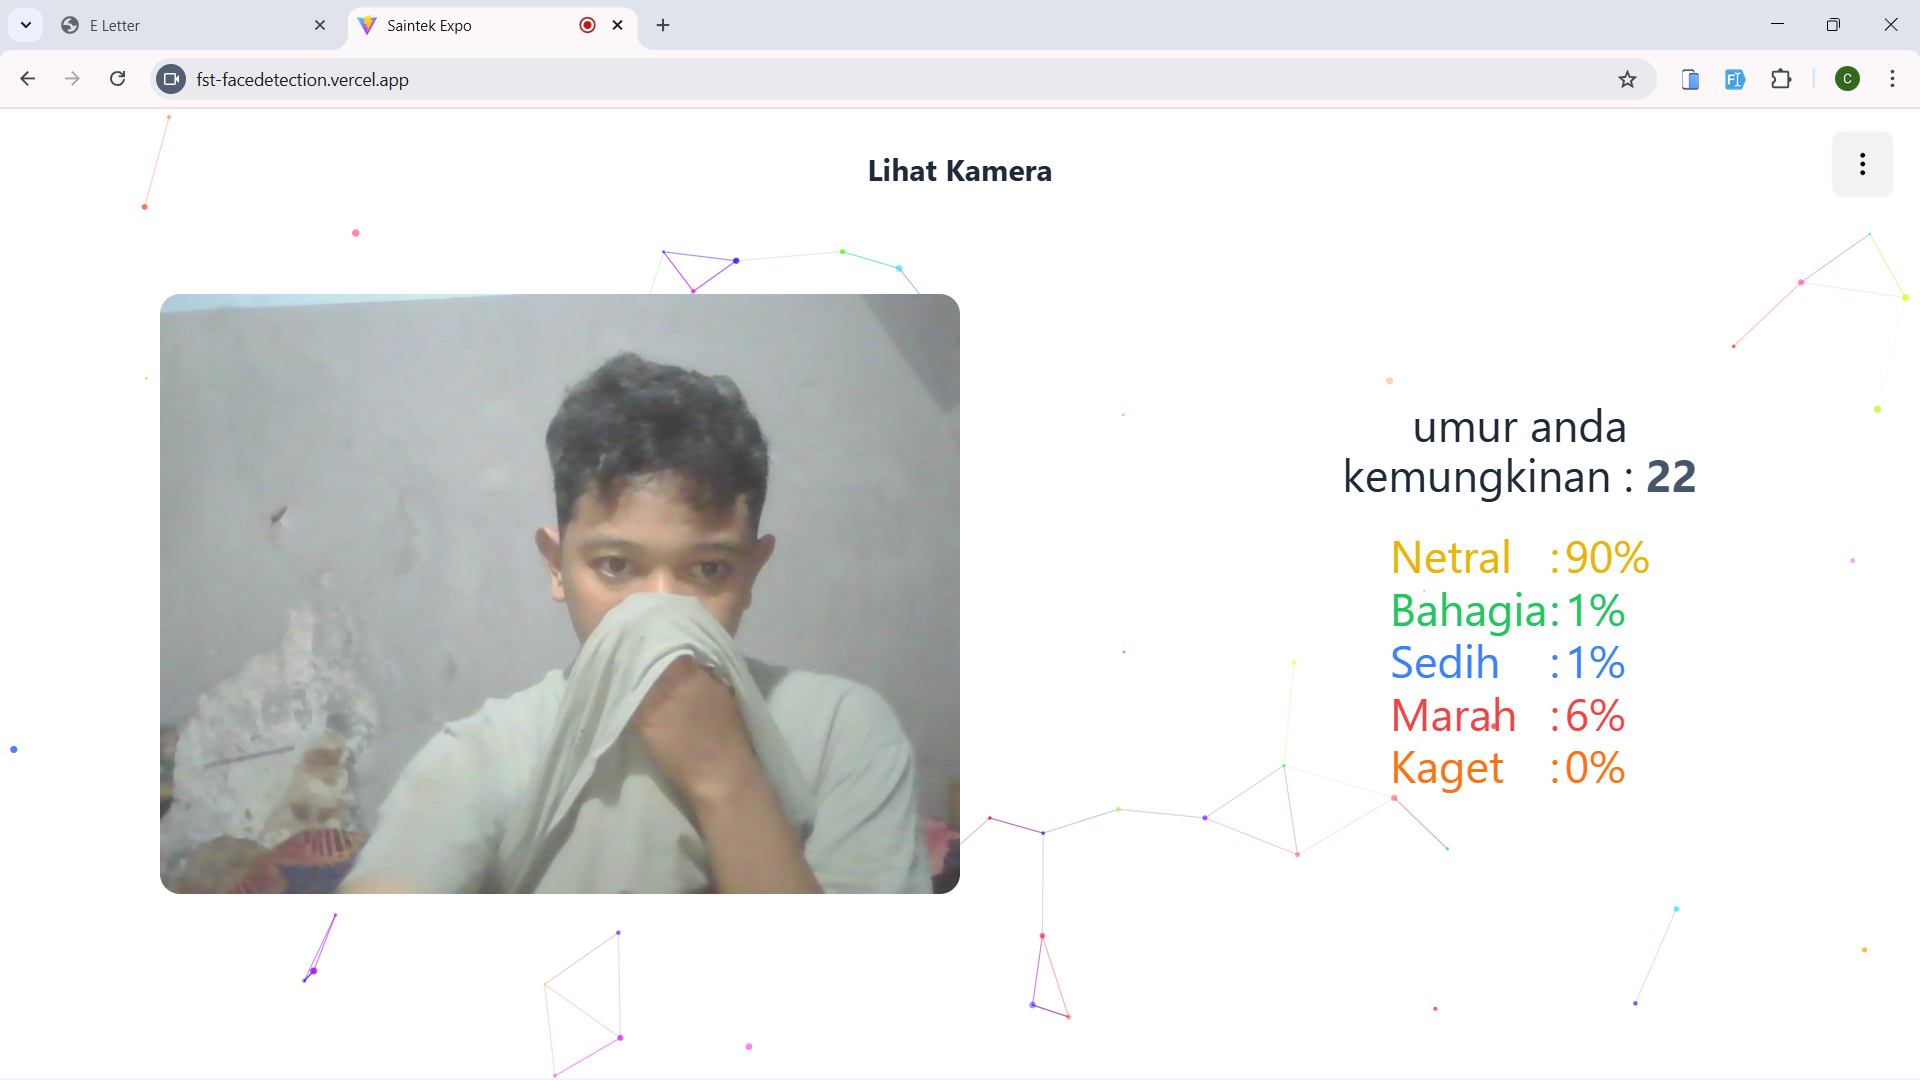 E Letter
Saintek Expo
fst-facedetection.vercel.app
C
Lihat Kamera
umur anda
kemungkinan : 22
Netral : 90%
Bahagia : 1%
Sedih : 1%
Marah : 6%
Kaget : 0%